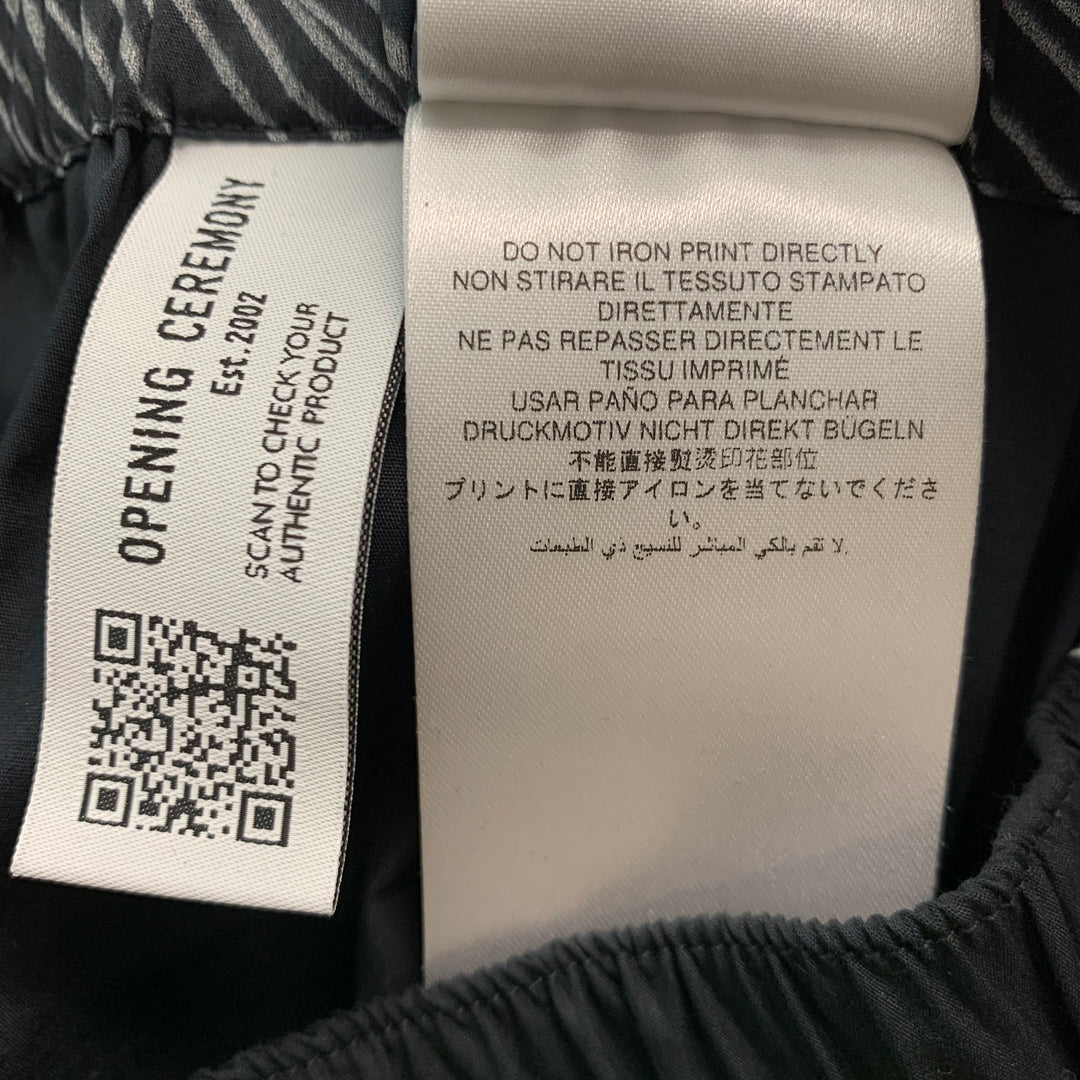 OPENING CEREMONY
Est.2002
SCAN TO CHECK YOUR
AUTHENTIC PRODUCT
DO NOT IRON PRINT DIRECTLY
NON STIRARE IL TESSUTO STAMPATO
DIRETTAMENTE
NE PAS REPASSER DIRECTEMENT LE
TISSU IMPRIMÉ
USAR PAÑO PARA PLANCHAR
DRUCKMOTIV NICHT DIREKT BÜGELN
不能直接熨烫印花部位
プリントに直接アイロンを当てないでくださ
い。
لا تقم بالكي المباشر للنسيج ذي الطبعات.